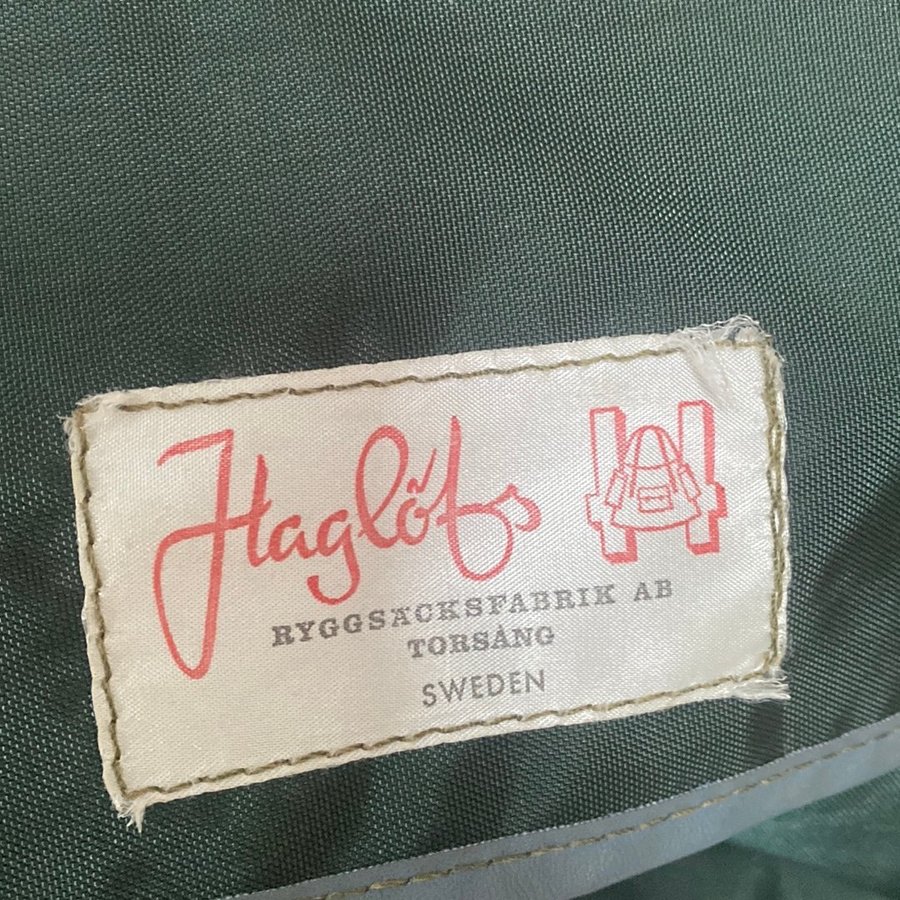 Haglöfs
RYGGSÄCKSFABRIK AB
TORSÅNG
SWEDEN